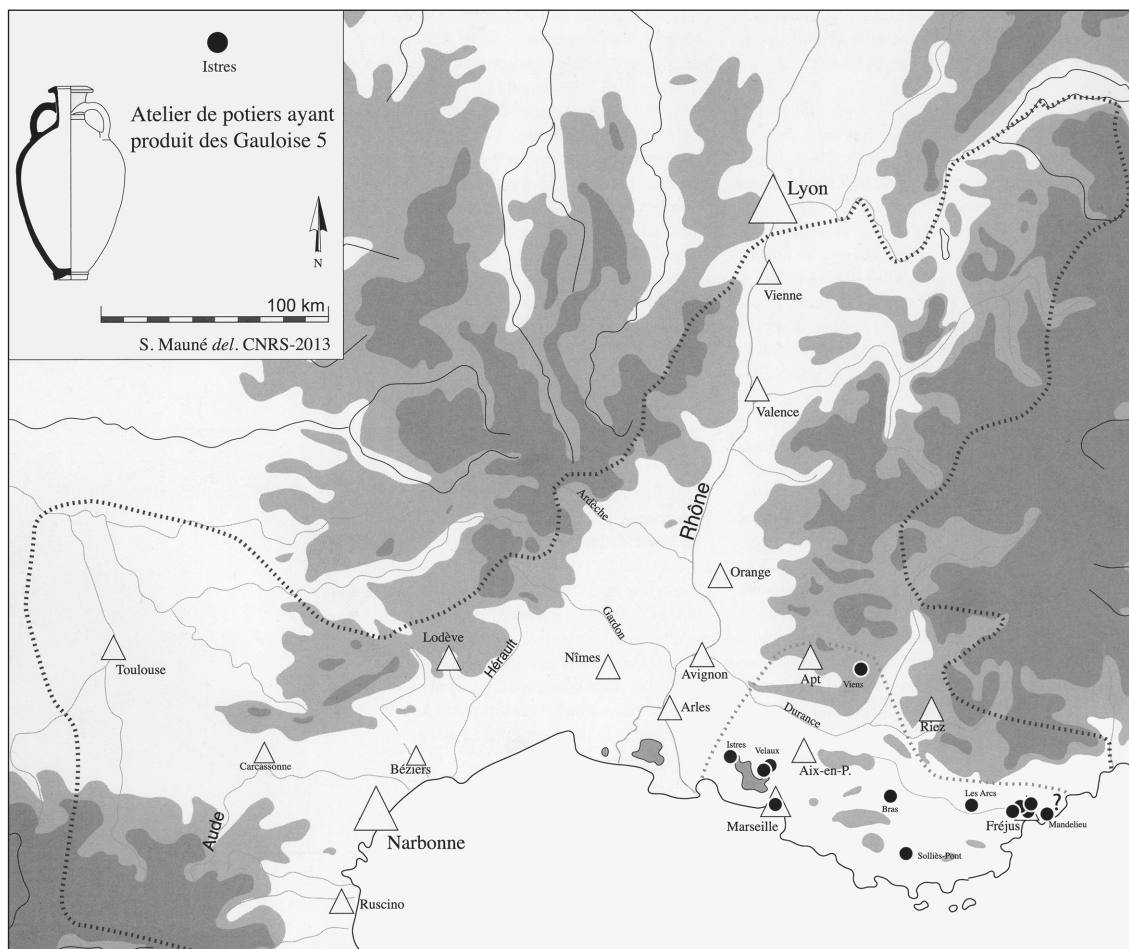 Istres
Atelier de potiers ayant
produit des Gauloise 5
N
100 km
S. Mauné del. CNRS-2013
Lyon
Vienne
Valence
Ardèche
Rhône
Orange
Gardon
Lodève
Hérault
Toulouse
Nîmes
Avignon
Apt
Viens
Arles
Durance
Riez
Carcassonne
Béziers
Istres
Velaux
Aix-en-P.
Bras
Les Arcs
?
Aude
Narbonne
Marseille
Fréjus
Mandelieu
Solliès-Pont
Ruscino